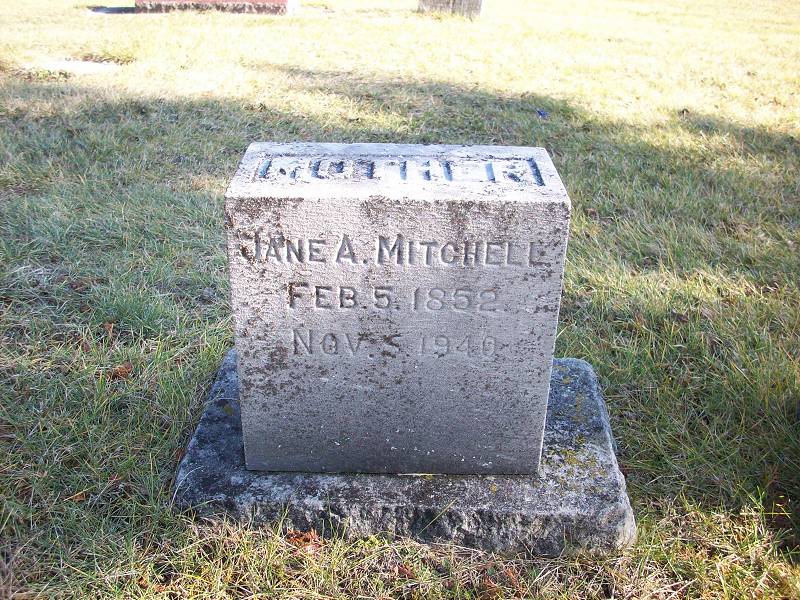 MOTHER
JANE A. MITCHELL
FEB. 5. 1852.
NOV. 5 1940